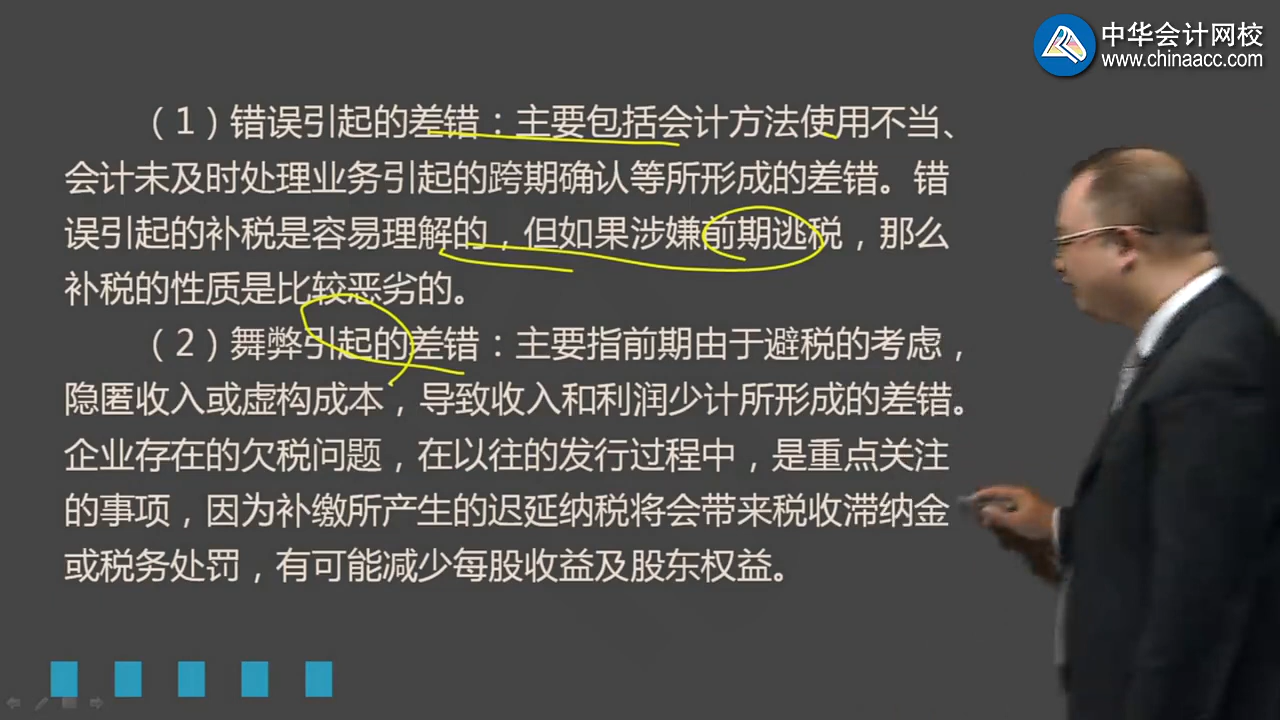 中华会计网校
www.chinaacc.com
（1）错误引起的差错：主要包括会计方法使用不当、
会计未及时处理业务引起的跨期确认等所形成的差错。错
误引起的补税是容易理解的，但如果涉嫌前期逃税，那么
补税的性质是比较恶劣的。
（2）舞弊引起的差错：主要指前期由于避税的考虑，
隐匿收入或虚构成本，导致收入和利润少计所形成的差错。
企业存在的欠税问题，在以往的发行过程中，是重点关注
的事项，因为补缴所产生的迟延纳税将会带来税收滞纳金
或税务处罚，有可能减少每股收益及股东权益。